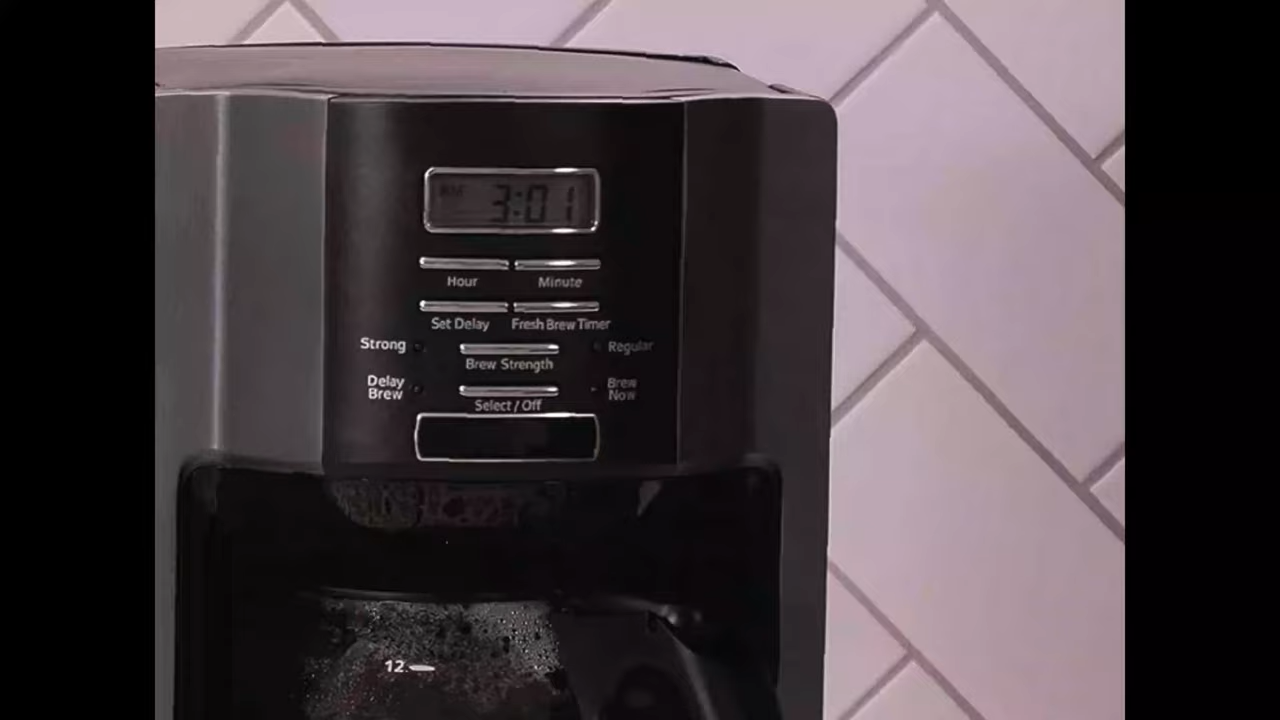 3:01
Hour Minute
Set Delay Fresh Brew Timer
Strong Regular
Brew Strength
Delay Brew
Brew Now
Select / Off
12